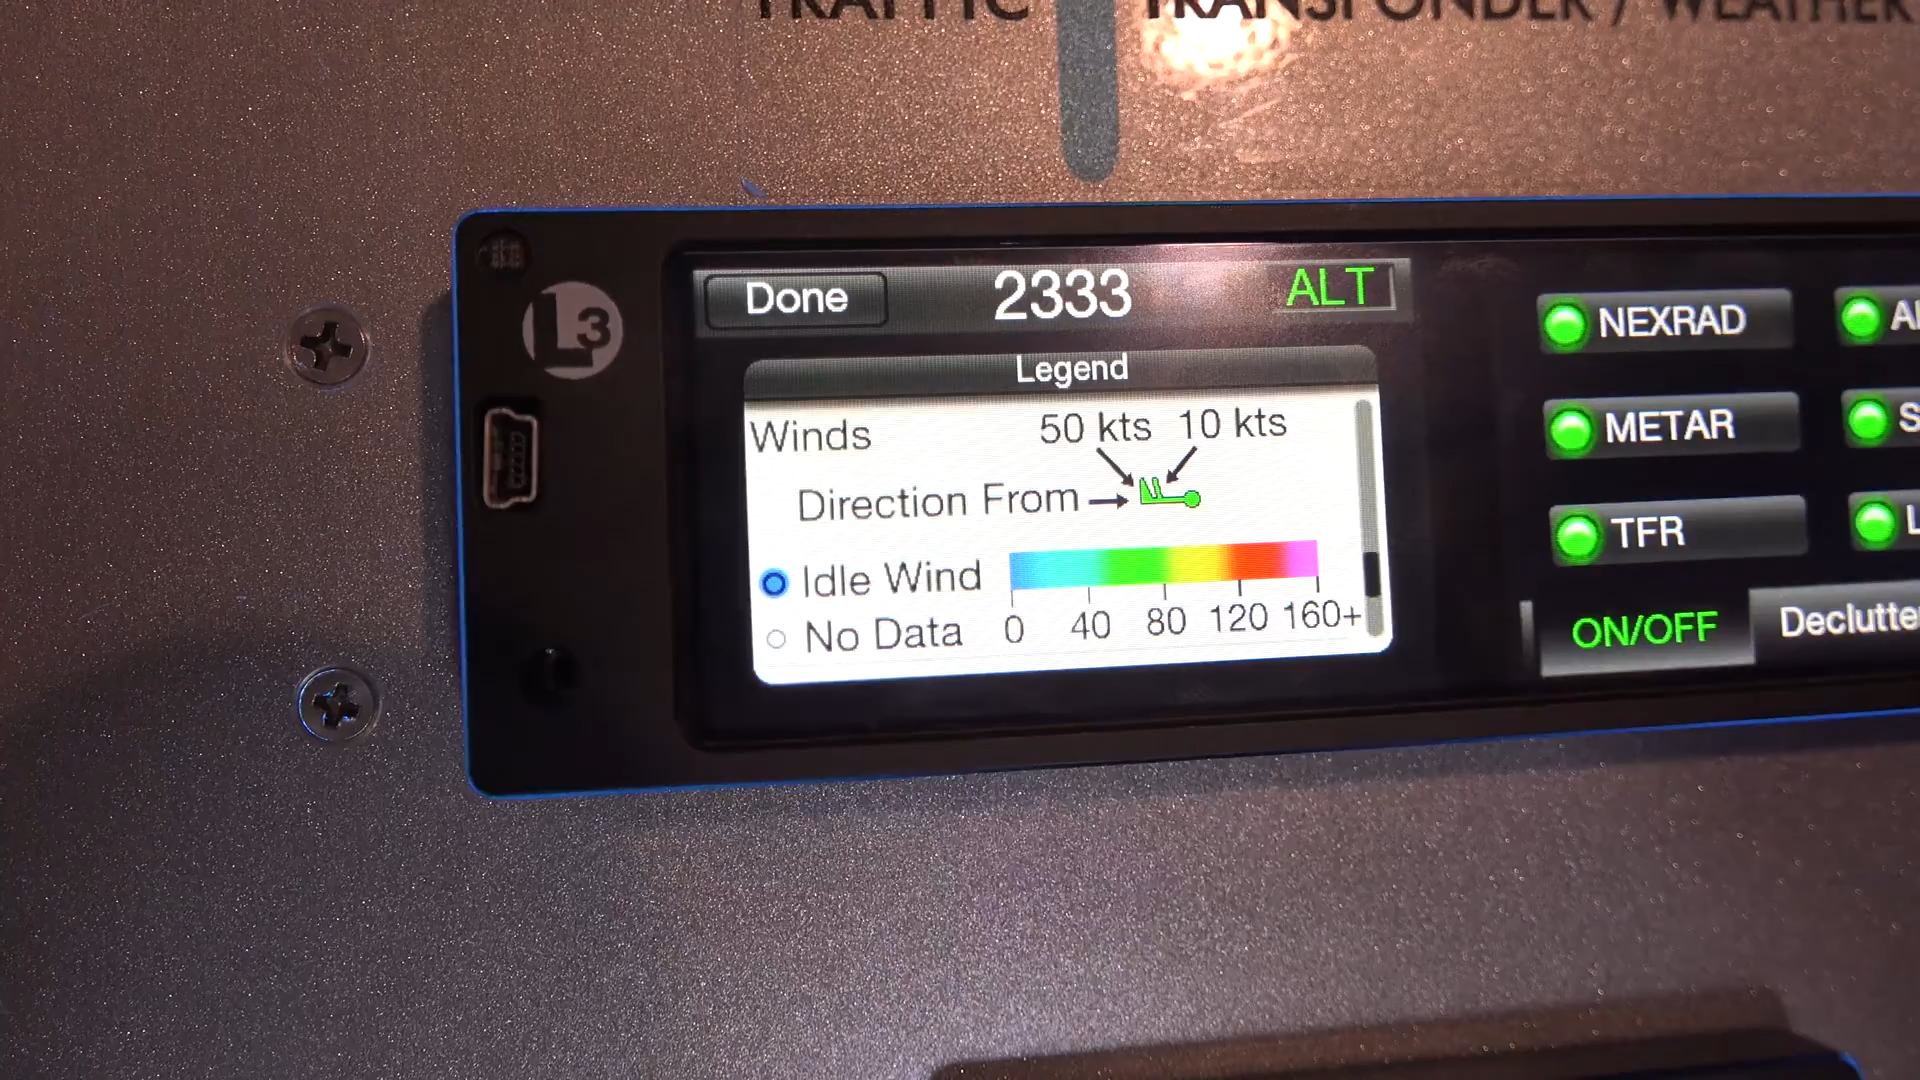 TRAFFIC
TRANSPONDER / WEATHER
L3
Done
2333
ALT
Legend
Winds
50 kts
10 kts
Direction From
Idle Wind
No Data
0 40 80 120 160+
NEXRAD
METAR
TFR
ON/OFF